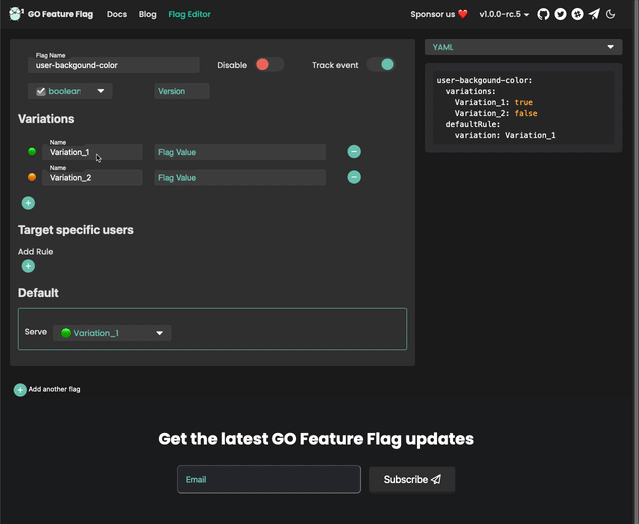 GO Feature Flag Docs Blog Flag Editor Sponsor us ❤️ v1.0.0-rc.5
Flag Name
user-backgound-color
Disable
Track event
boolean
Version
Variations
Name
Variation_1
Flag Value
Name
Variation_2
Flag Value
Target specific users
Add Rule
Default
Serve
Variation_1
Add another flag
YAML
user-backgound-color:
variations:
Variation_1: true
Variation_2: false
defaultRule:
variation: Variation_1
Get the latest GO Feature Flag updates
Email
Subscribe